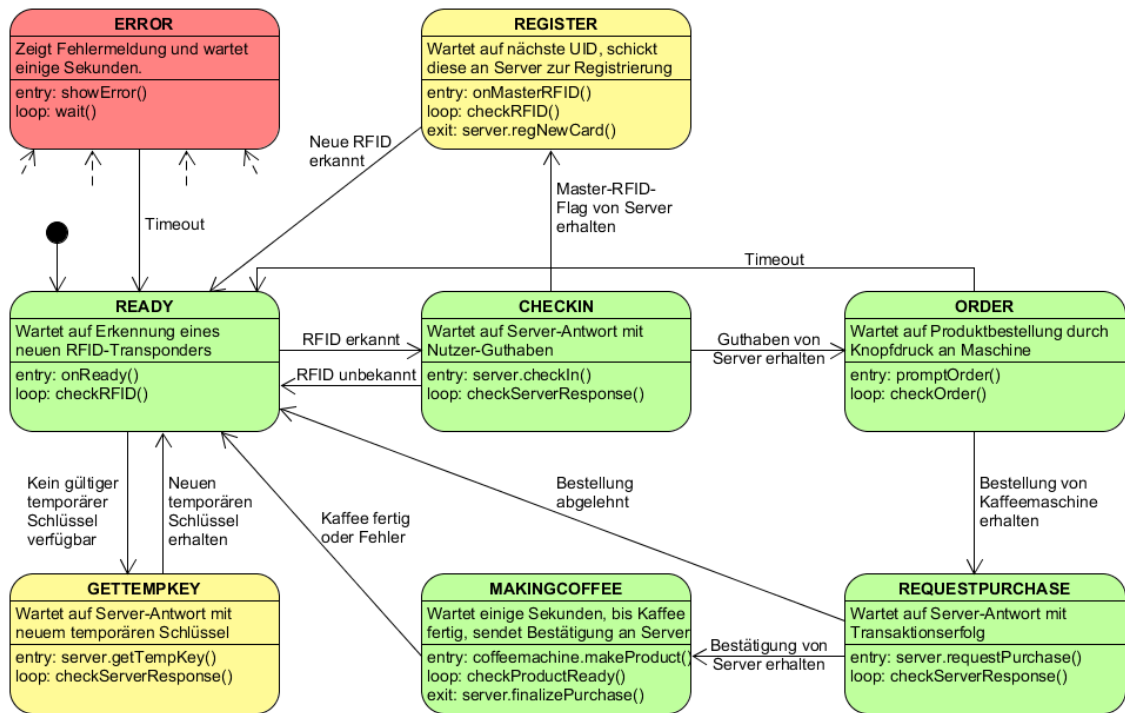 ERROR
Zeigt Fehlermeldung und wartet
einige Sekunden.
entry: showError()
loop: wait()
REGISTER
Wartet auf nächste UID, schickt
diese an Server zur Registrierung
entry: onMasterRFID()
loop: checkRFID()
exit: server.regNewCard()
Neue RFID
erkannt
Master-RFID-
Flag von Server
erhalten
Timeout
Timeout
READY
Wartet auf Erkennung eines
neuen RFID-Transponders
entry: onReady()
loop: checkRFID()
RFID erkannt
RFID unbekannt
CHECKIN
Wartet auf Server-Antwort mit
Nutzer-Guthaben
entry: server.checkIn()
loop: checkServerResponse()
Guthaben von
Server erhalten
ORDER
Wartet auf Produktbestellung durch
Knopfdruck an Maschine
entry: promptOrder()
loop: checkOrder()
Kein gültiger
temporärer
Schlüssel
verfügbar
Neuen
temporären
Schlüssel
erhalten
Kaffee fertig
oder Fehler
Bestellung
abgelehnt
Bestellung von
Kaffeemaschine
erhalten
GETTEMPKEY
Wartet auf Server-Antwort mit
neuem temporären Schlüssel
entry: server.getTempKey()
loop: checkServerResponse()
MAKINGCOFFEE
Wartet einige Sekunden, bis Kaffee
fertig, sendet Bestätigung an Server
entry: coffeemachine.makeProduct()
loop: checkProductReady()
exit: server.finalizePurchase()
Bestätigung von
Server erhalten
REQUESTPURCHASE
Wartet auf Server-Antwort mit
Transaktionserfolg
entry: server.requestPurchase()
loop: checkServerResponse()